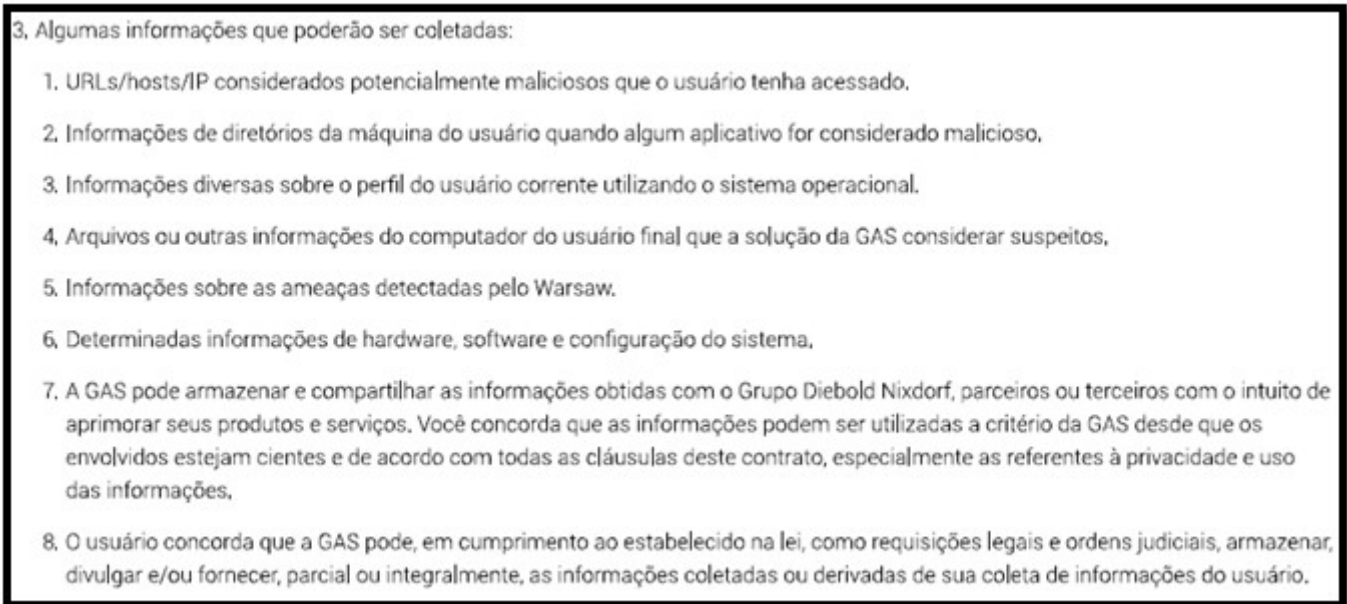 3. Algumas informações que poderão ser coletadas:
1. URLs/hosts/IP considerados potencialmente maliciosos que o usuário tenha acessado.
2. Informações de diretórios da máquina do usuário quando algum aplicativo for considerado malicioso.
3. Informações diversas sobre o perfil do usuário corrente utilizando o sistema operacional.
4. Arquivos ou outras informações do computador do usuário final que a solução da GAS considerar suspeitos.
5. Informações sobre as ameaças detectadas pelo Warsaw.
6. Determinadas informações de hardware, software e configuração do sistema.
7. A GAS pode armazenar e compartilhar as informações obtidas com o Grupo Diebold Nixdorf, parceiros ou terceiros com o intuito de
aprimorar seus produtos e serviços. Você concorda que as informações podem ser utilizadas a critério da GAS desde que os
envolvidos estejam cientes e de acordo com todas as cláusulas deste contrato, especialmente as referentes à privacidade e uso
das informações.
8. O usuário concorda que a GAS pode, em cumprimento ao estabelecido na lei, como requisições legais e ordens judiciais, armazenar,
divulgar e/ou fornecer, parcial ou integralmente, as informações coletadas ou derivadas de sua coleta de informações do usuário.